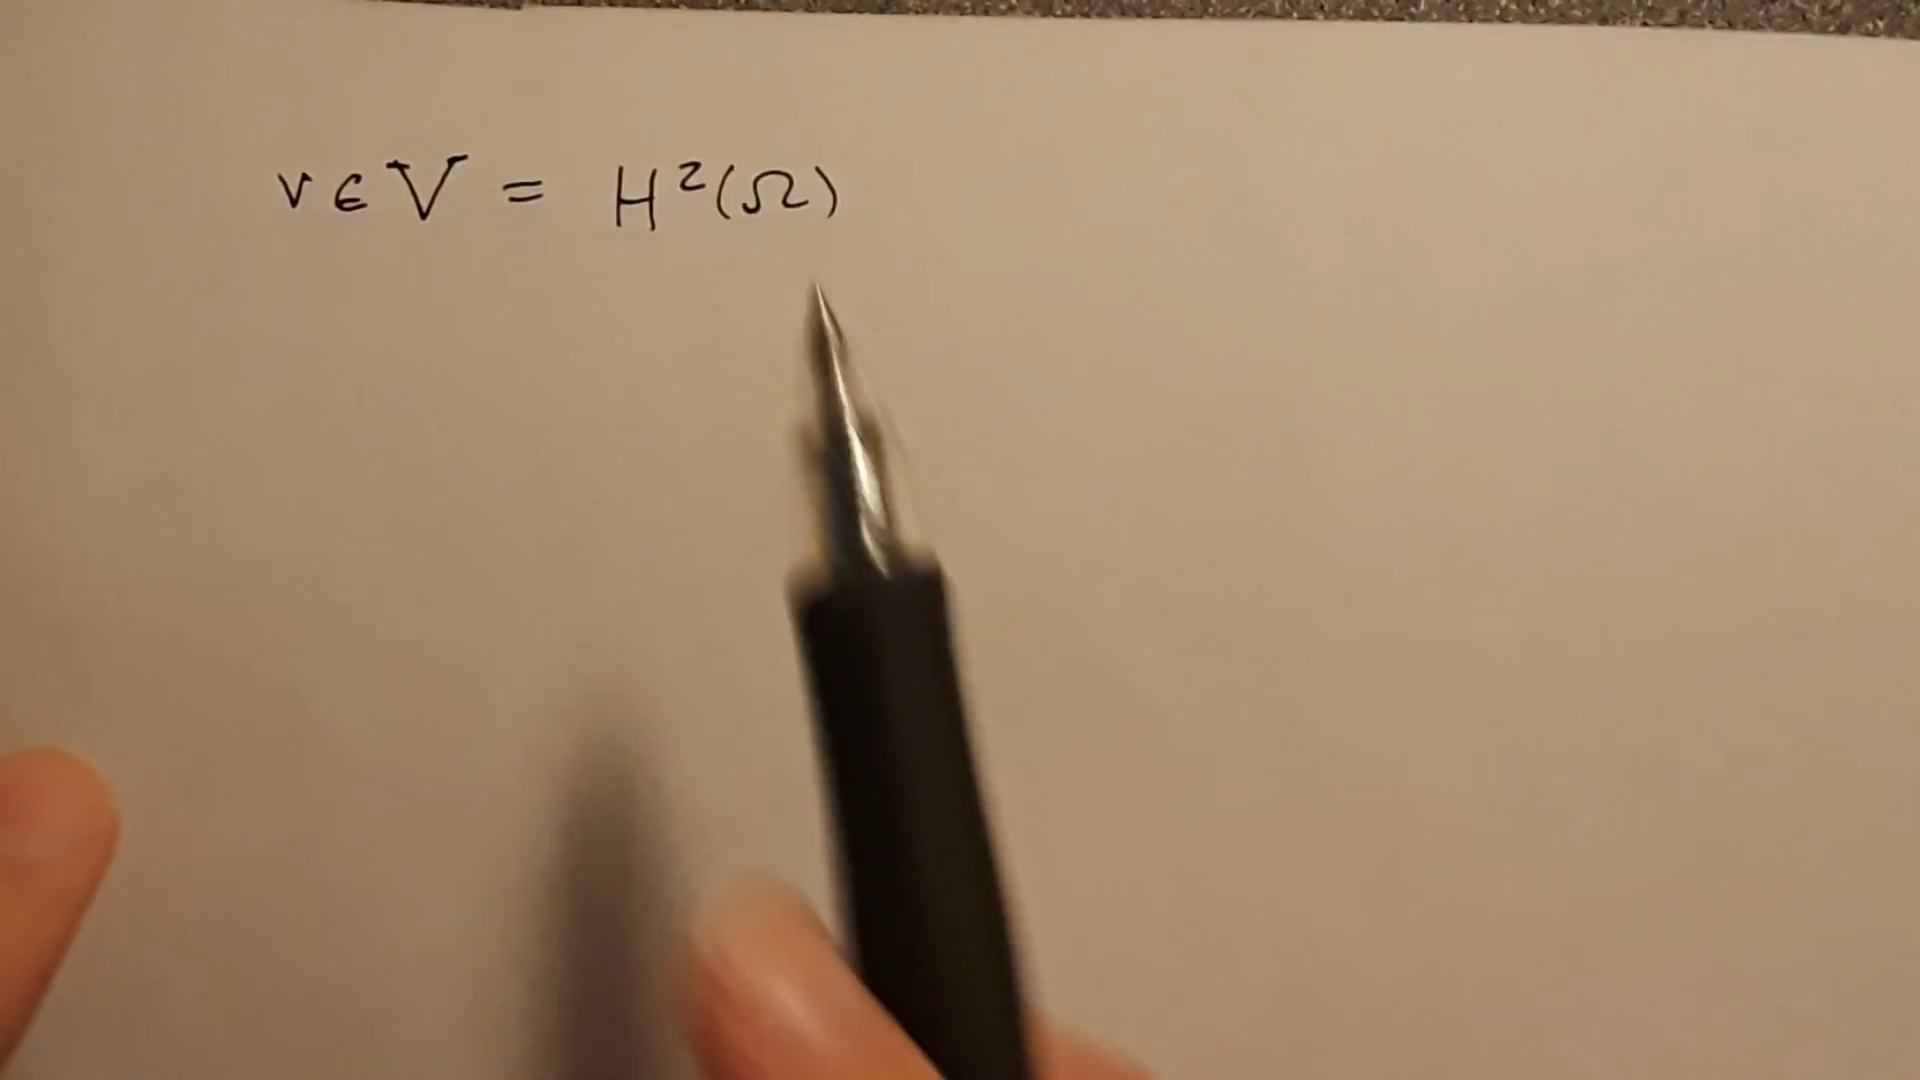 v ∈ V = H²(Ω)